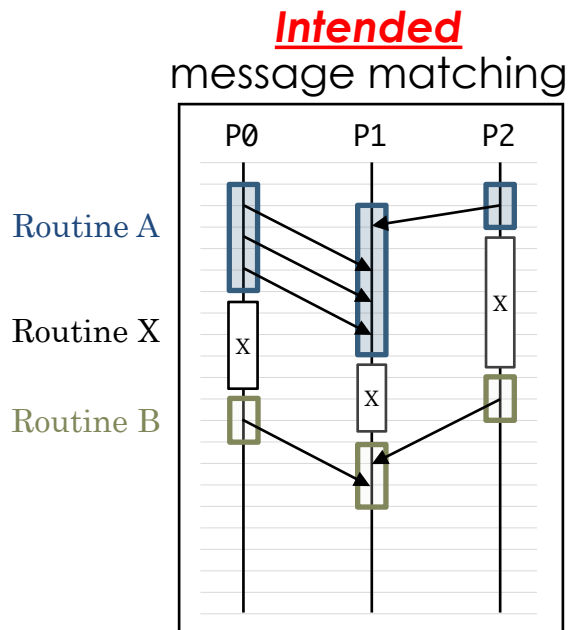 Intended
message matching
P0 P1 P2
Routine A
X
Routine X
X
X
Routine B